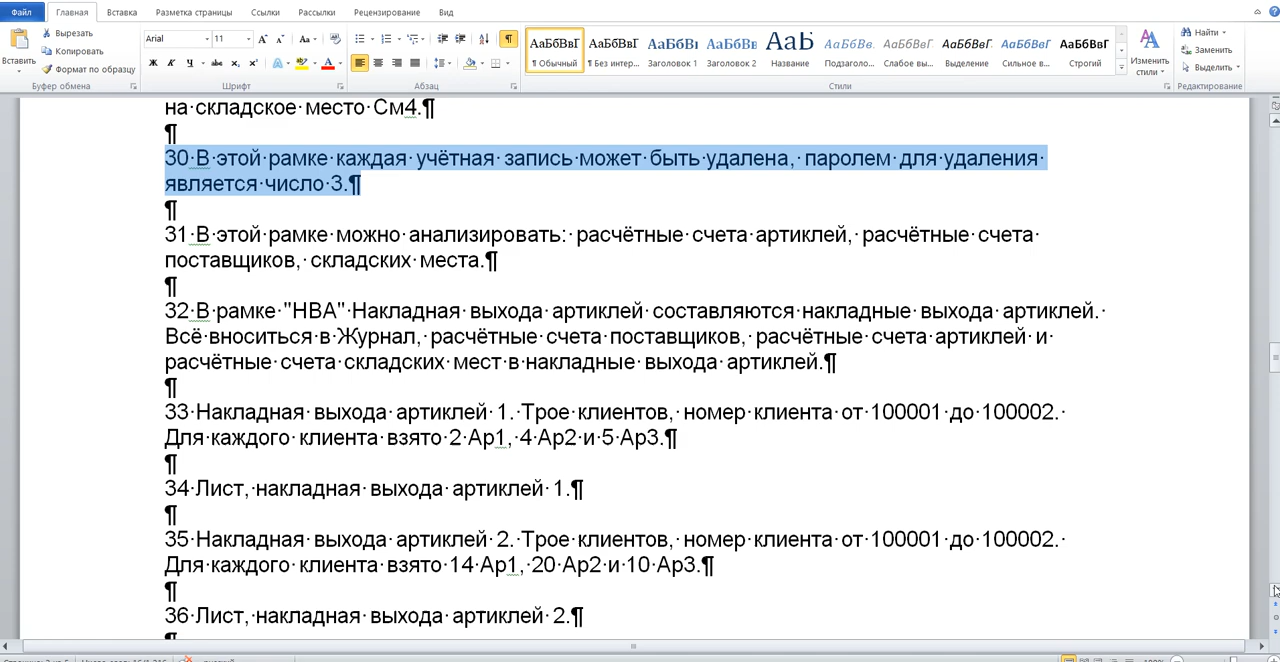 Файл Главная Вставка Разметка страницы Ссылки Рассылки Рецензирование Вид
Вырезать
Копировать
Формат по образцу
Вставить
Буфер обмена
Arial 11
Шрифт
Абзац
АаБбВвГ АаБбВвГ АаБбВı АаБбВв АаБ АаБбВв. АаБбВвГг АаБбВвГг АаБбВвГг АаБбВвГг
¶ Обычный ¶ Без интер... Заголовок 1 Заголовок 2 Название Подзаголо... Слабое вы... Выделение Сильное в... Строгий
Стили
Изменить
стили
Найти
Заменить
Выделить
Редактирование
на·складское·место·См4.¶
¶
30·В·этой·рамке·каждая·учётная·запись·может·быть·удалена,·паролем·для·удаления·
является·число·3.¶
¶
31·В·этой·рамке·можно·анализировать:·расчётные·счета·артиклей,·расчётные·счета·
поставщиков,·складских·места.¶
¶
32·В·рамке·"НВА"·Накладная·выхода·артиклей·составляются·накладные·выхода·артиклей.·
Всё·вноситься·в·Журнал,·расчётные·счета·поставщиков,·расчётные·счета·артиклей·и·
расчётные·счета·складских·мест·в·накладные·выхода·артиклей.¶
¶
33·Накладная·выхода·артиклей·1.·Трое·клиентов,·номер·клиента·от·100001·до·100002.·
Для·каждого·клиента·взято·2·Ар1,·4·Ар2·и·5·Ар3.¶
¶
34·Лист,·накладная·выхода·артиклей·1.¶
¶
35·Накладная·выхода·артиклей·2.·Трое·клиентов,·номер·клиента·от·100001·до·100002.·
Для·каждого·клиента·взято·14·Ар1,·20·Ар2·и·10·Ар3.¶
¶
36·Лист,·накладная·выхода·артиклей·2.¶